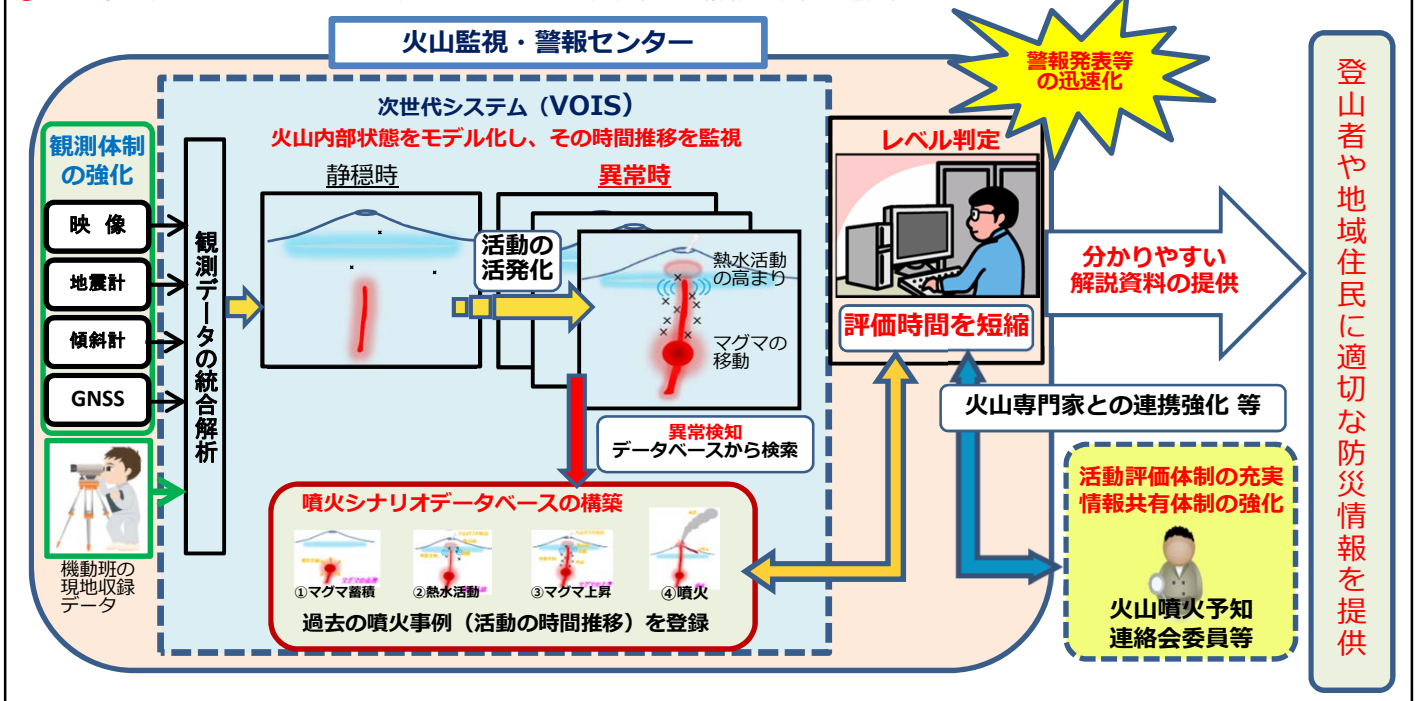 火山監視・警報センター
警報発表等
の迅速化
次世代システム（VOIS）
火山内部状態をモデル化し、その時間推移を監視
観測体制
の強化
映 像
地震計
傾斜計
GNSS
機動班の
現地収録
データ
観測データの統合解析
静穏時
異常時
活動の
活発化
熱水活動
の高まり
マグマの
移動
異常検知
データベースから検索
噴火シナリオデータベースの構築
①マグマ蓄積
②熱水活動
③マグマ上昇
④噴火
過去の噴火事例（活動の時間推移）を登録
レベル判定
評価時間を短縮
分かりやすい
解説資料の提供
火山専門家との連携強化 等
活動評価体制の充実
情報共有体制の強化
火山噴火予知
連絡会委員等
登山者や地域住民に適切な防災情報を提供